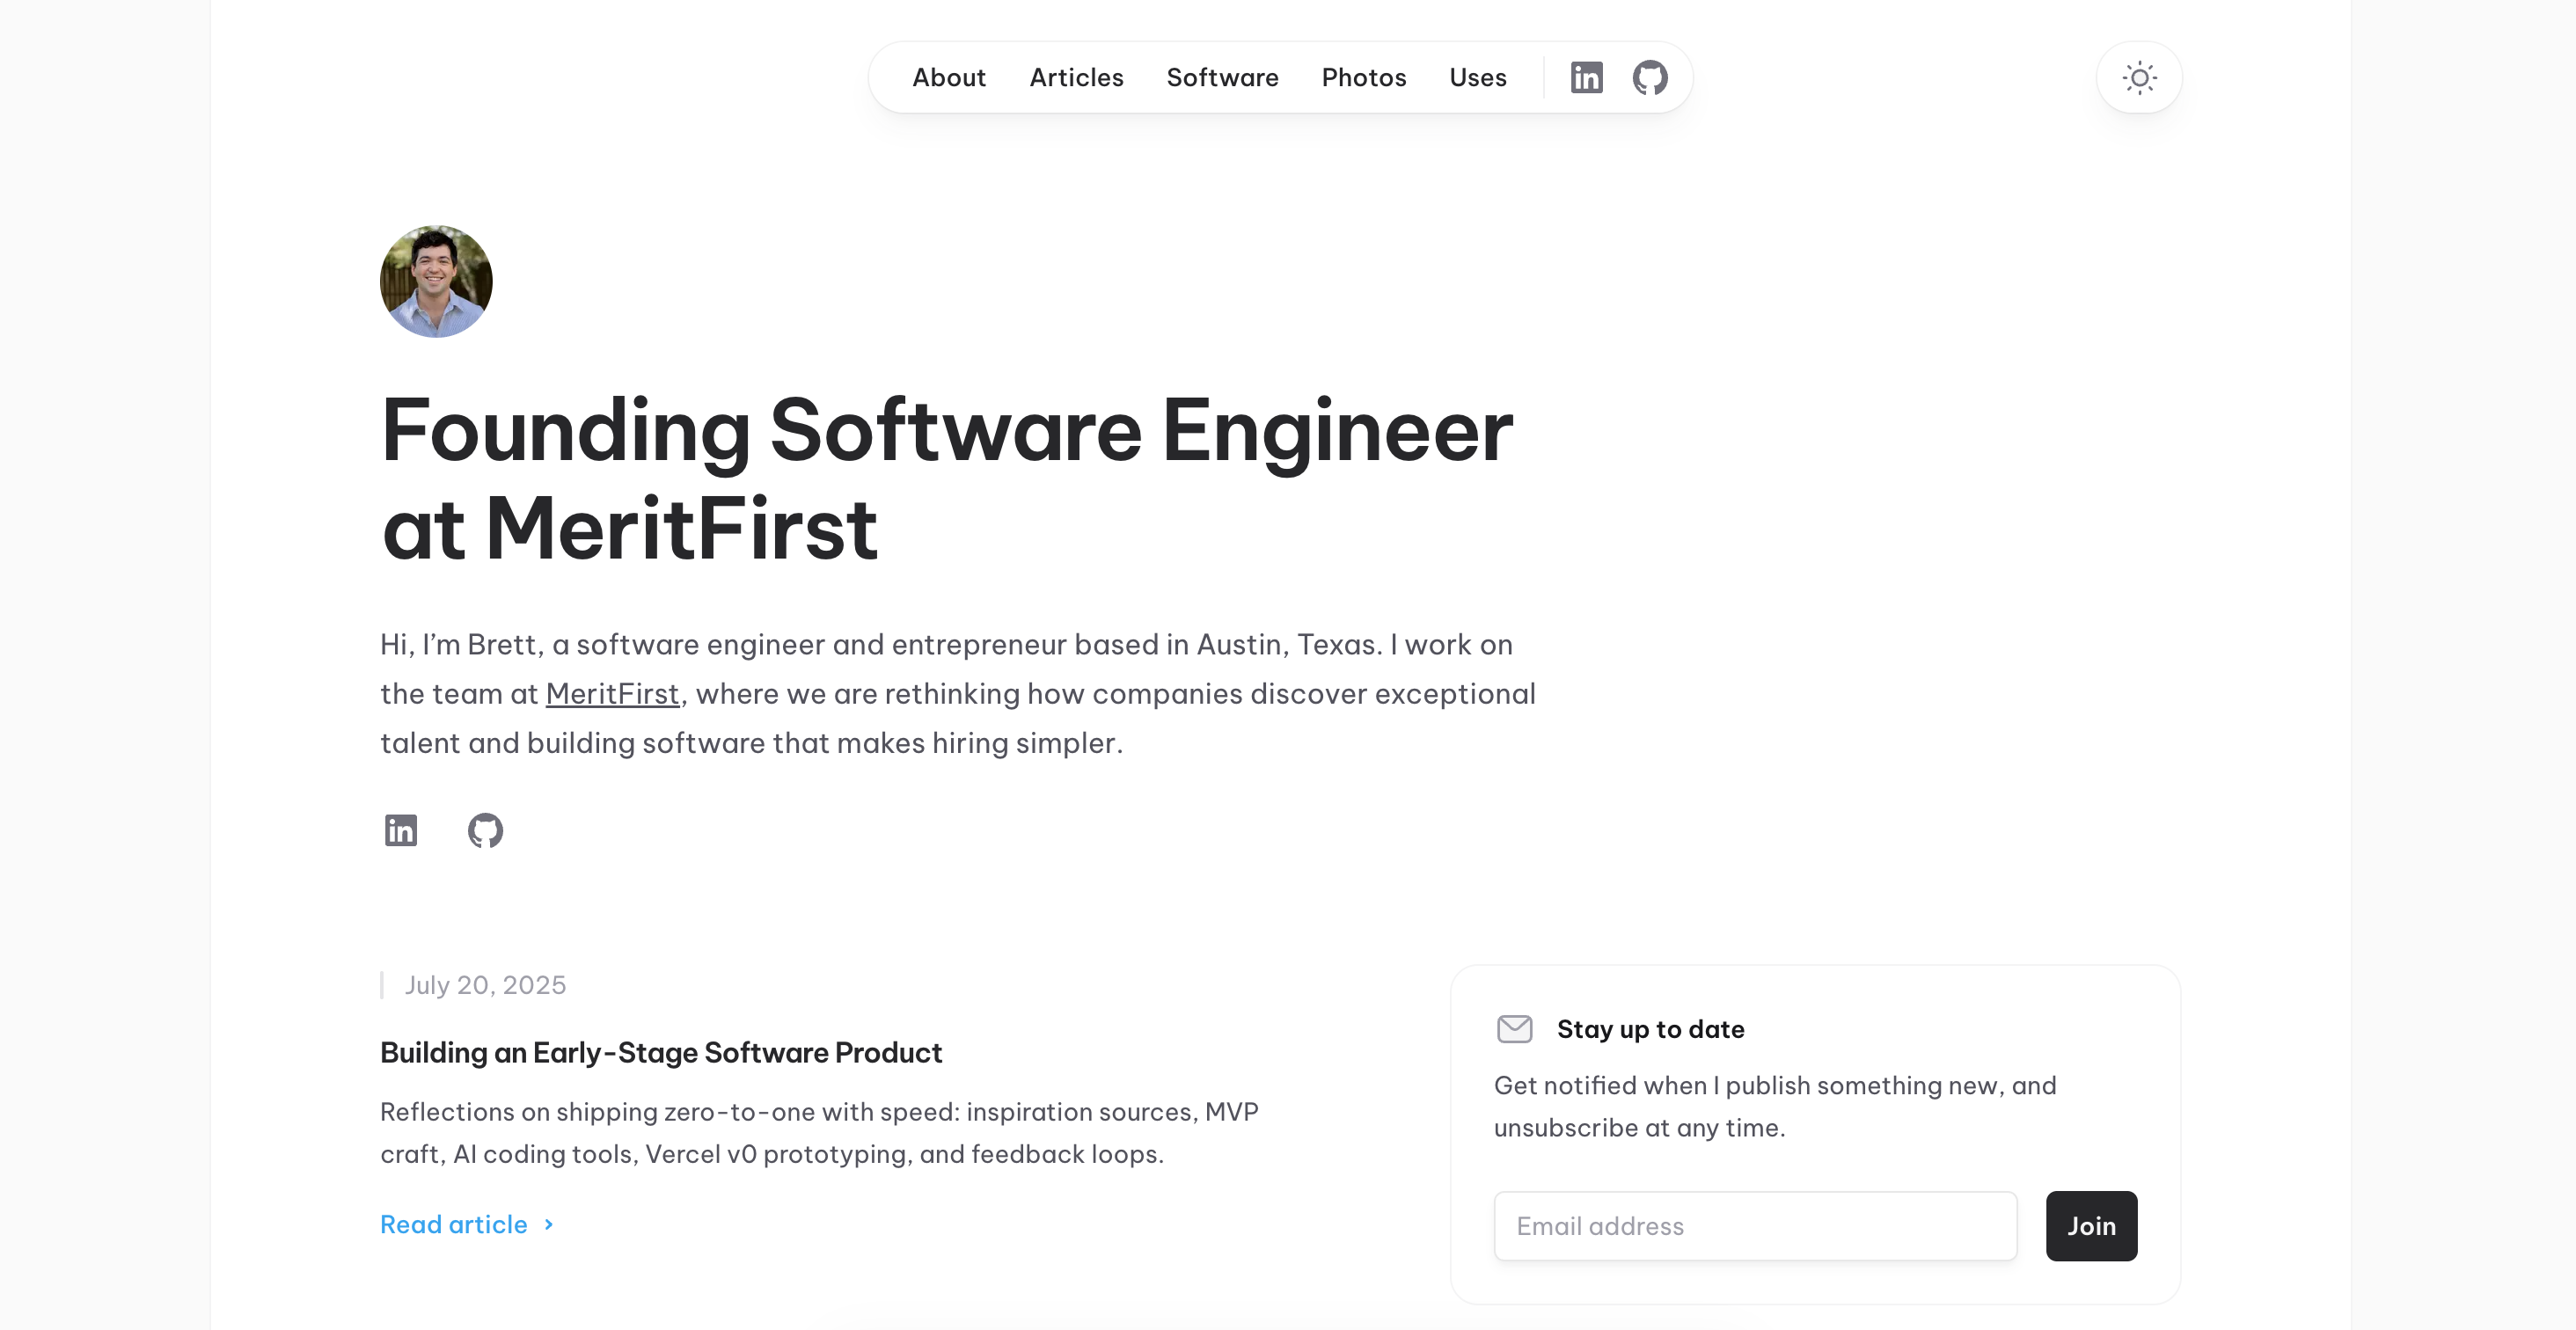 About Articles Software Photos Uses
Founding Software Engineer
at MeritFirst
Hi, I’m Brett, a software engineer and entrepreneur based in Austin, Texas. I work on
the team at MeritFirst, where we are rethinking how companies discover exceptional
talent and building software that makes hiring simpler.
July 20, 2025
Building an Early-Stage Software Product
Reflections on shipping zero-to-one with speed: inspiration sources, MVP
craft, AI coding tools, Vercel v0 prototyping, and feedback loops.
Read article
Stay up to date
Get notified when I publish something new, and
unsubscribe at any time.
Email address
Join